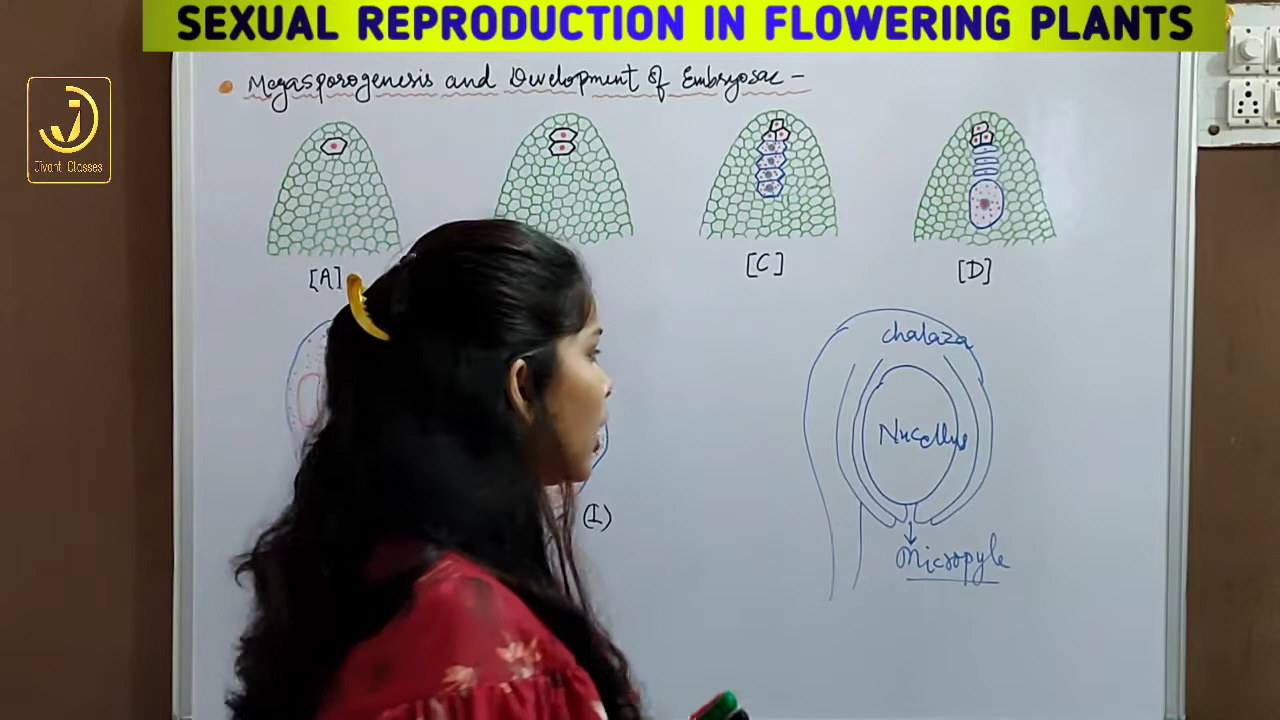 SEXUAL REPRODUCTION IN FLOWERING PLANTS
Megasporogenesis and Development of Embryosac -
Jivant Classes
[A]
[C]
[D]
chalaza
Nucellus
(I)
Micropyle